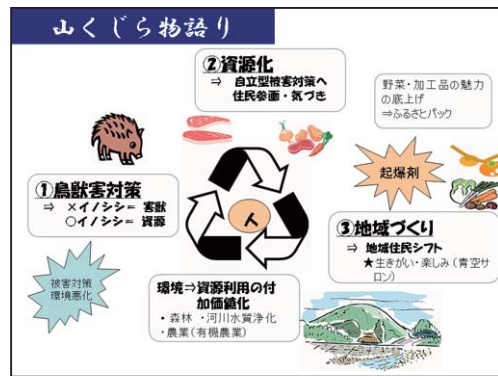 山くじら物語り
②資源化
⇒ 自立型被害対策へ
住民参画・気づき
野菜・加工品の魅力
の底上げ
⇒ふるさとパック
起爆剤
①鳥獣害対策
⇒ ×イノシシ= 害獣
○イノシシ= 資源
人
③地域づくり
⇒ 地域住民シフト
★生きがい・楽しみ(青空サ
ロン)
被害対策
環境悪化
環境⇒資源利用の付
加価値化
・森林 ・河川水質浄化
・農業(有機農業)